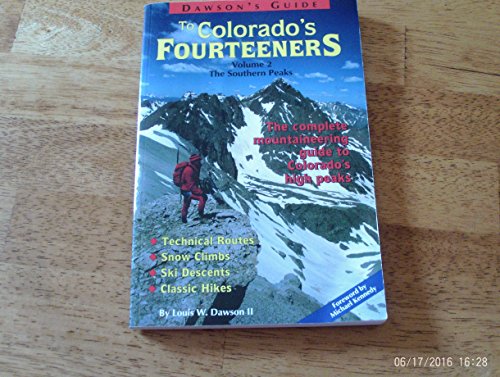 DAWSON'S GUIDE
To Colorado's
FOURTEENERS
Volume 2
The Southern Peaks
The complete
mountaineering
guide to
Colorado's
high peaks
Technical Routes
Snow Climbs
Ski Descents
Classic Hikes
By Louis W. Dawson II
Foreword by
Michael Kennedy
06/17/2016 16:28